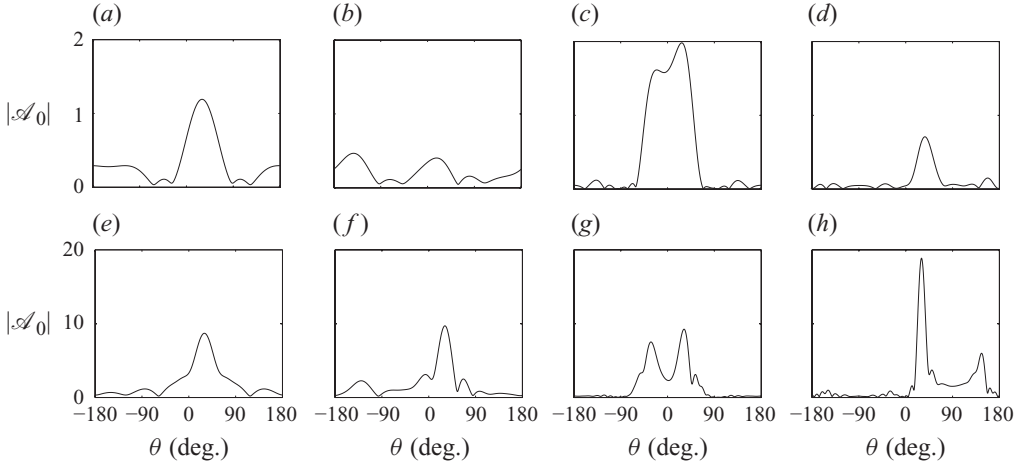 (a) (b) (c) (d)
2
1
0
|𝒜0|
(e) (f) (g) (h)
20
10
0
|𝒜0|
−180 −90 0 90 180 −180 −90 0 90 180 −180 −90 0 90 180 −180 −90 0 90 180
θ (deg.) θ (deg.) θ (deg.) θ (deg.)